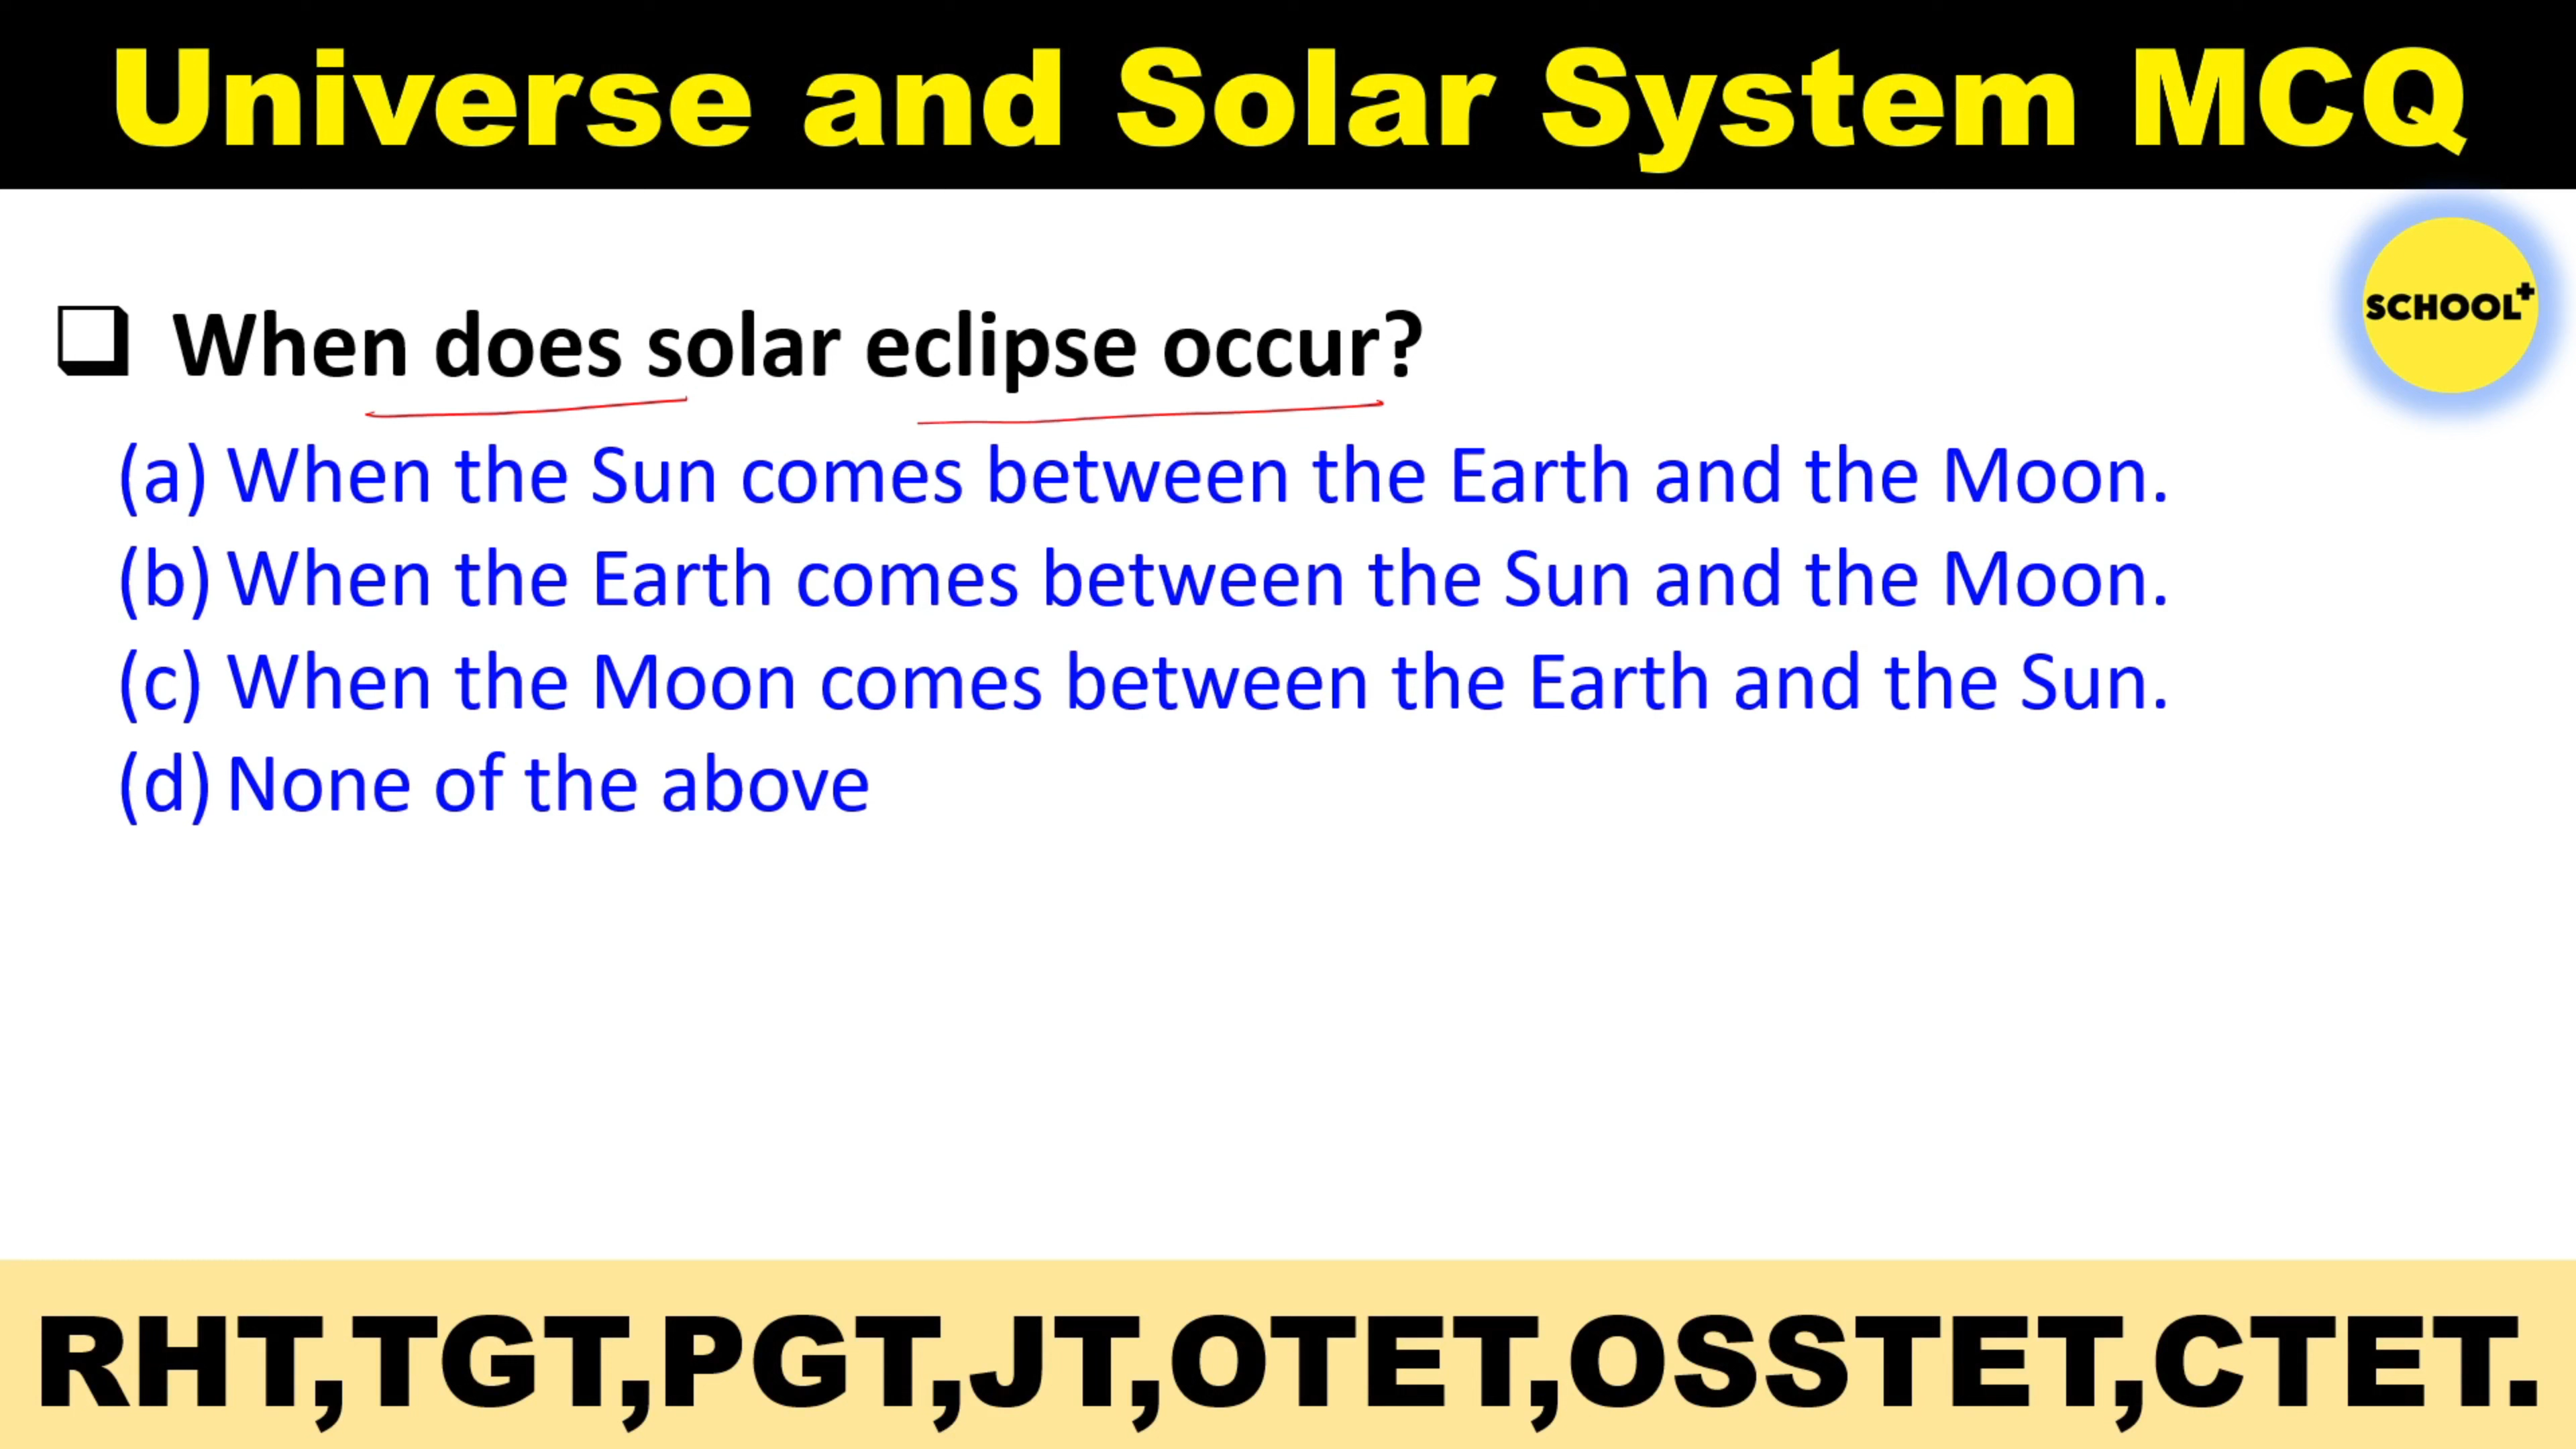 Universe and Solar System MCQ
SCHOOL+
When does solar eclipse occur?
(a) When the Sun comes between the Earth and the Moon.
(b) When the Earth comes between the Sun and the Moon.
(c) When the Moon comes between the Earth and the Sun.
(d) None of the above
RHT,TGT,PGT,JT,OTET,OSSTET,CTET.